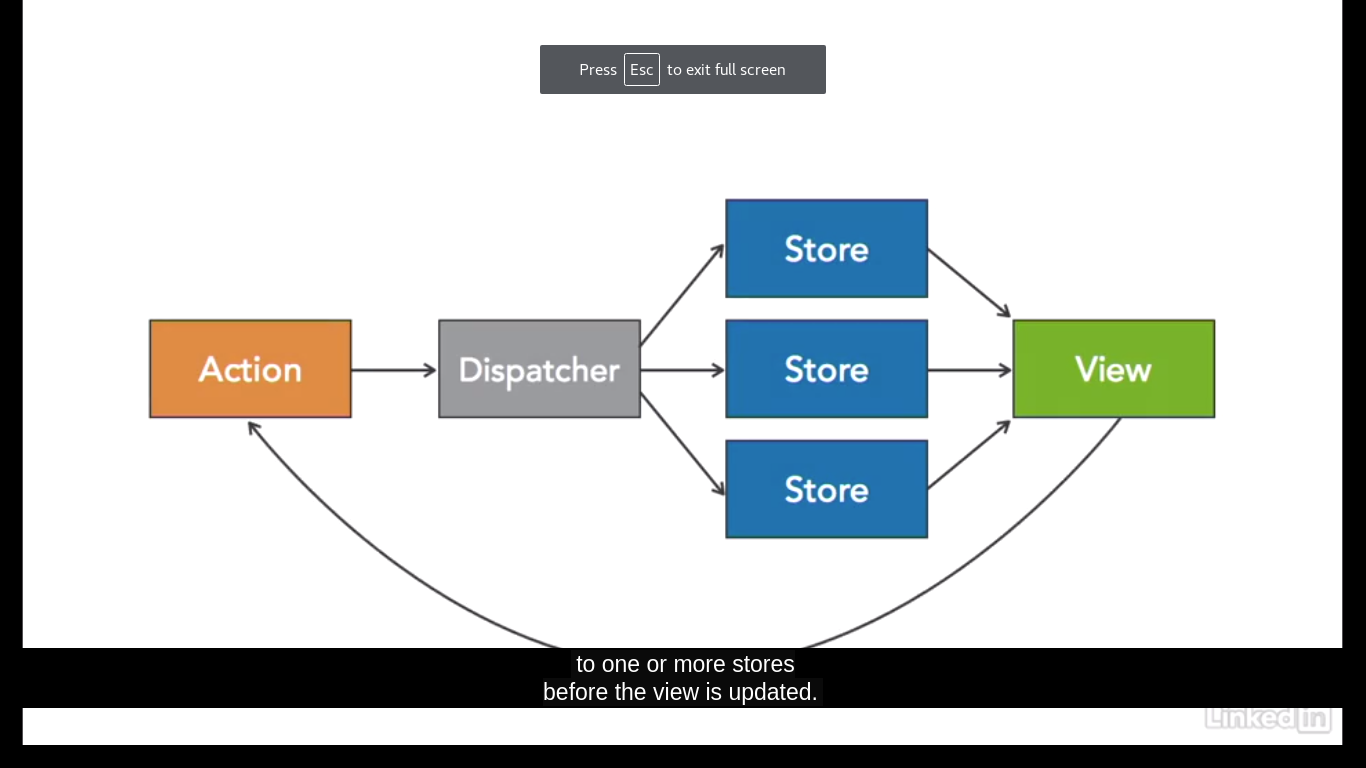 Press Esc to exit full screen
Store
Action
Dispatcher
Store
View
Store
to one or more stores
before the view is updated.
Linked in